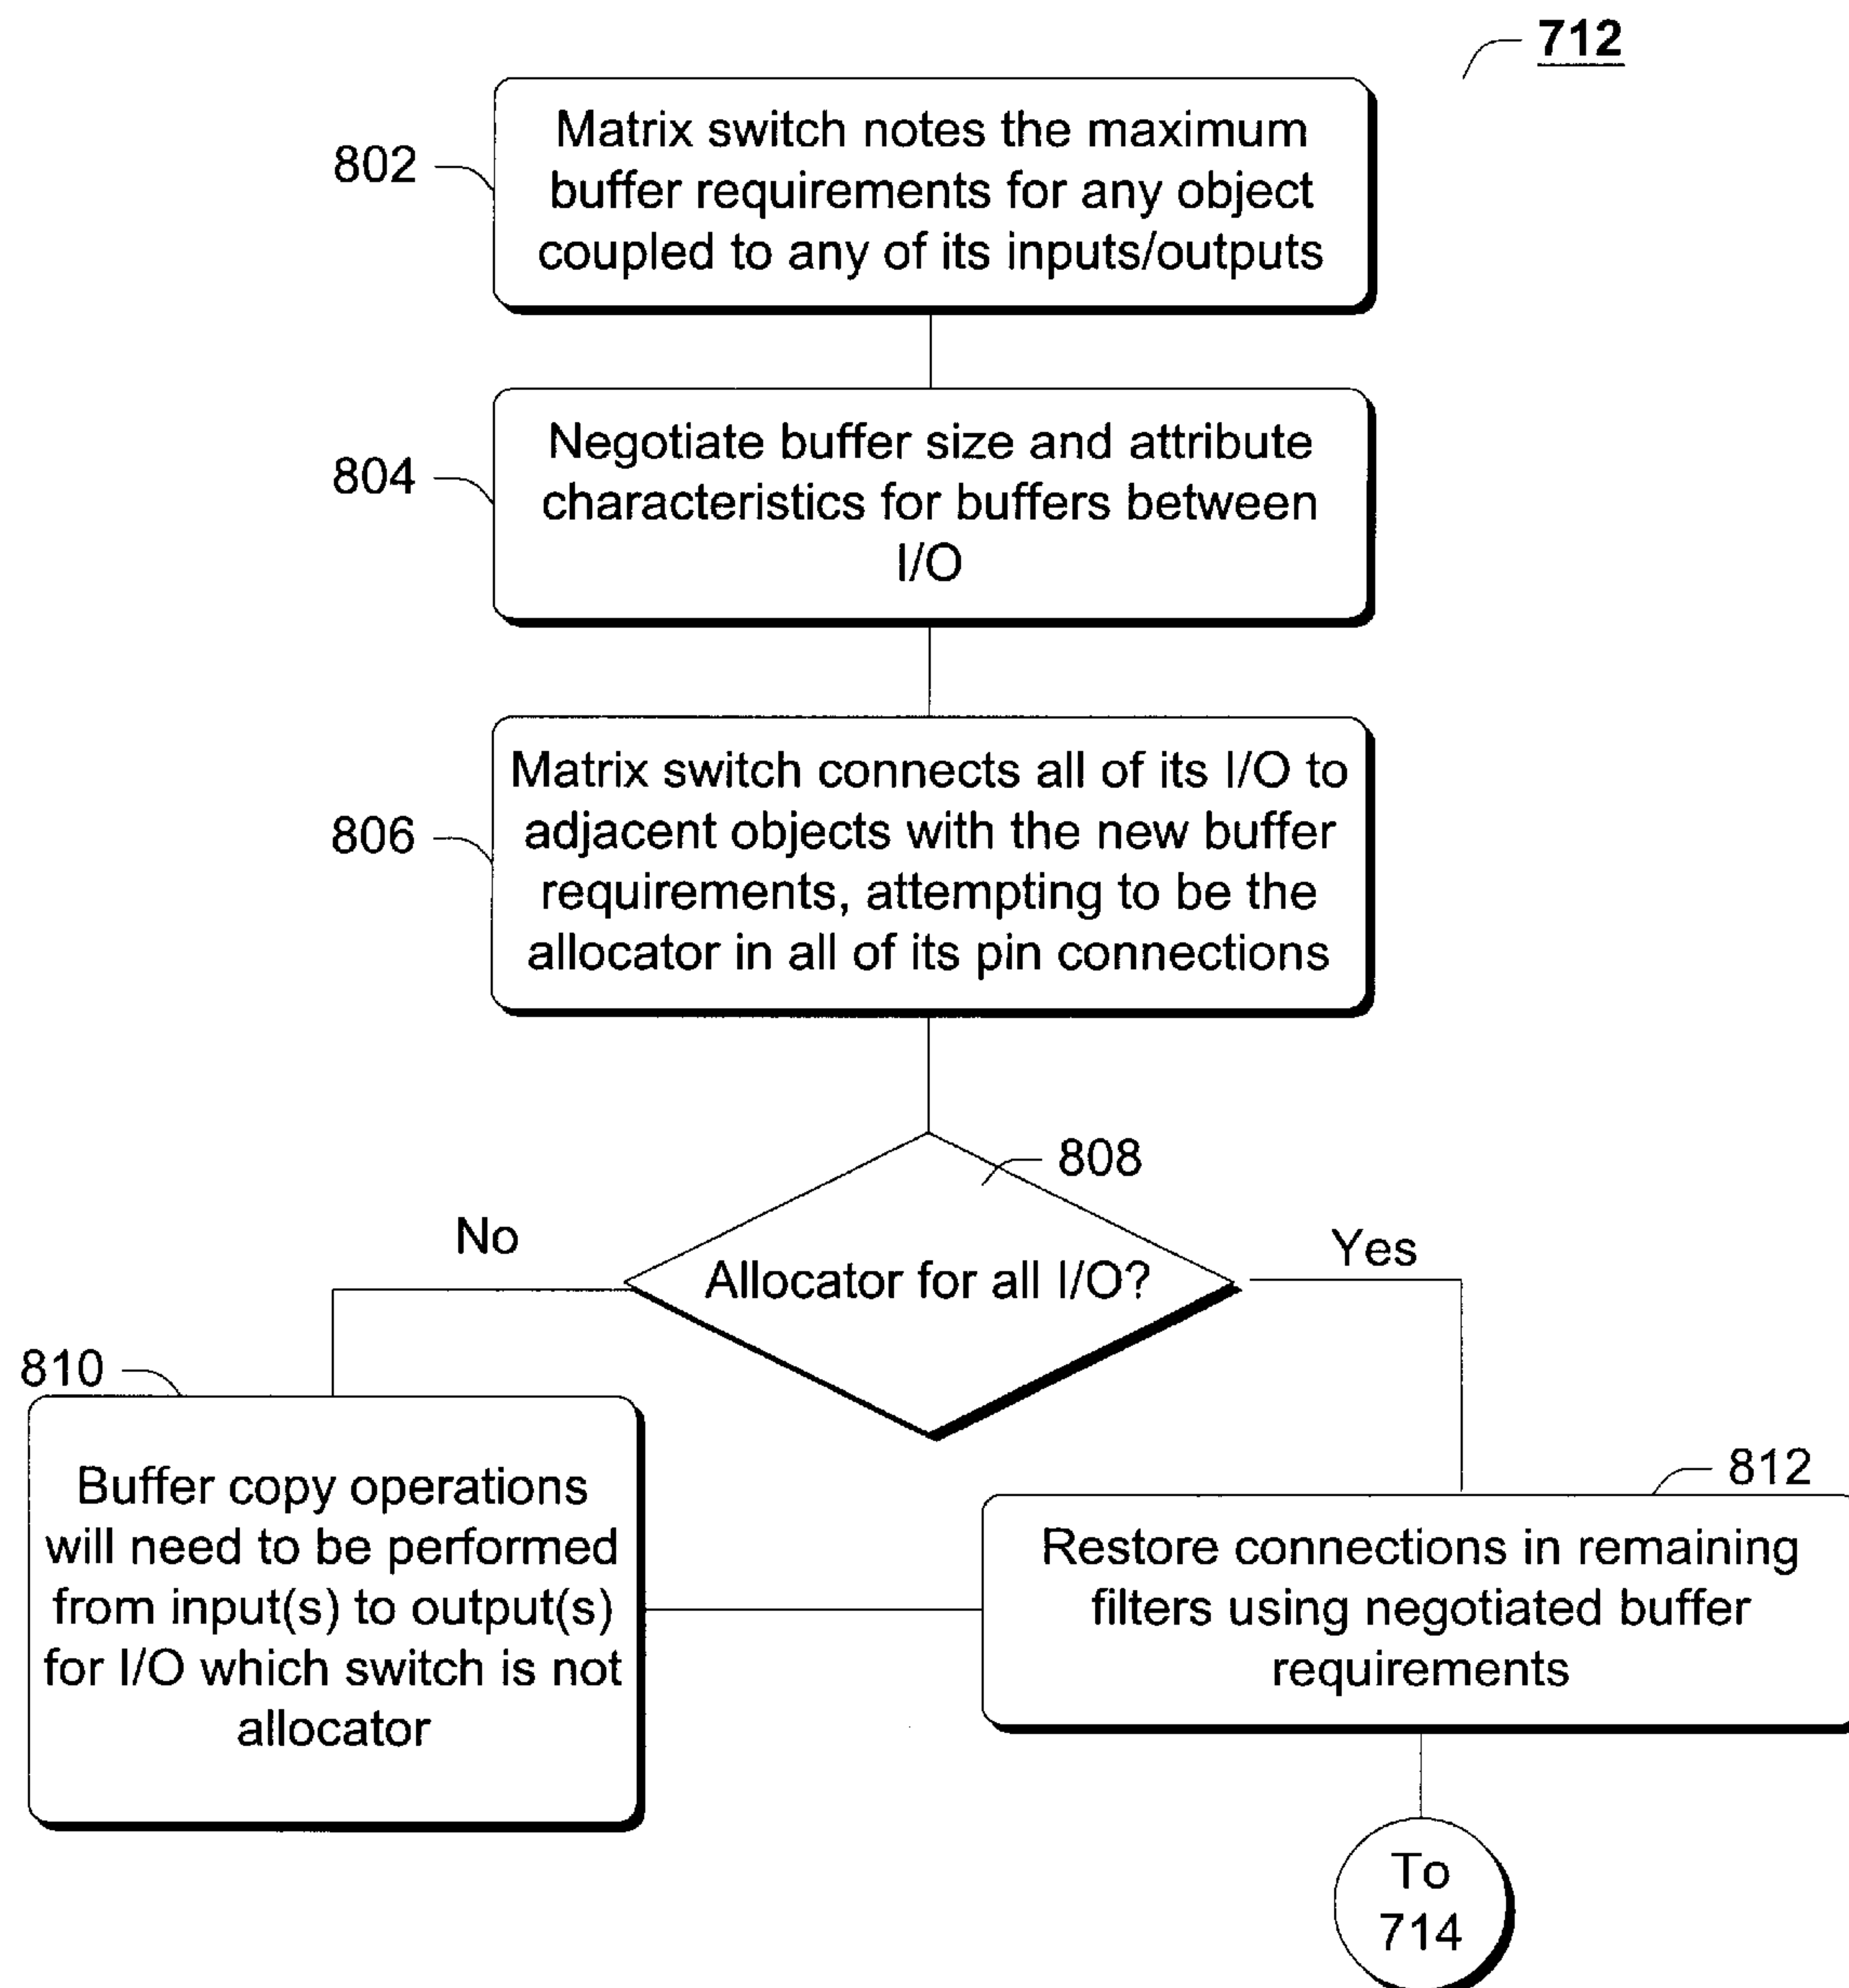 712
802
Matrix switch notes the maximum
buffer requirements for any object
coupled to any of its inputs/outputs
804
Negotiate buffer size and attribute
characteristics for buffers between
I/O
806
Matrix switch connects all of its I/O to
adjacent objects with the new buffer
requirements, attempting to be the
allocator in all of its pin connections
808
No
Allocator for all I/O?
Yes
810
Buffer copy operations
will need to be performed
from input(s) to output(s)
for I/O which switch is not
allocator
812
Restore connections in remaining
filters using negotiated buffer
requirements
To
714